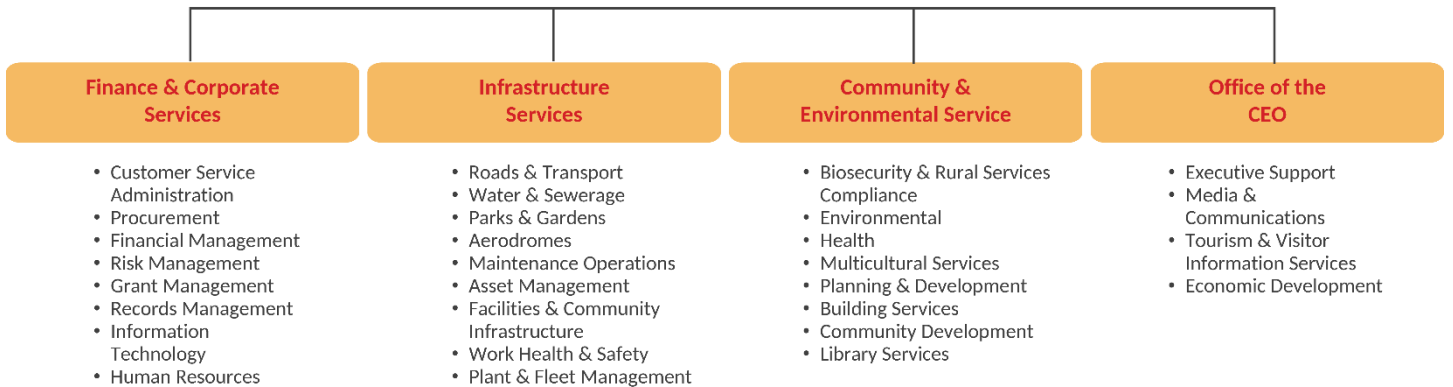 Finance & Corporate
Services
• Customer Service
Administration
• Procurement
• Financial Management
• Risk Management
• Grant Management
• Records Management
• Information
Technology
• Human Resources
Infrastructure
Services
• Roads & Transport
• Water & Sewerage
• Parks & Gardens
• Aerodromes
• Maintenance Operations
• Asset Management
• Facilities & Community
Infrastructure
• Work Health & Safety
• Plant & Fleet Management
Community &
Environmental Service
• Biosecurity & Rural Services
Compliance
• Environmental
• Health
• Multicultural Services
• Planning & Development
• Building Services
• Community Development
• Library Services
Office of the
CEO
• Executive Support
• Media &
Communications
• Tourism & Visitor
Information Services
• Economic Development